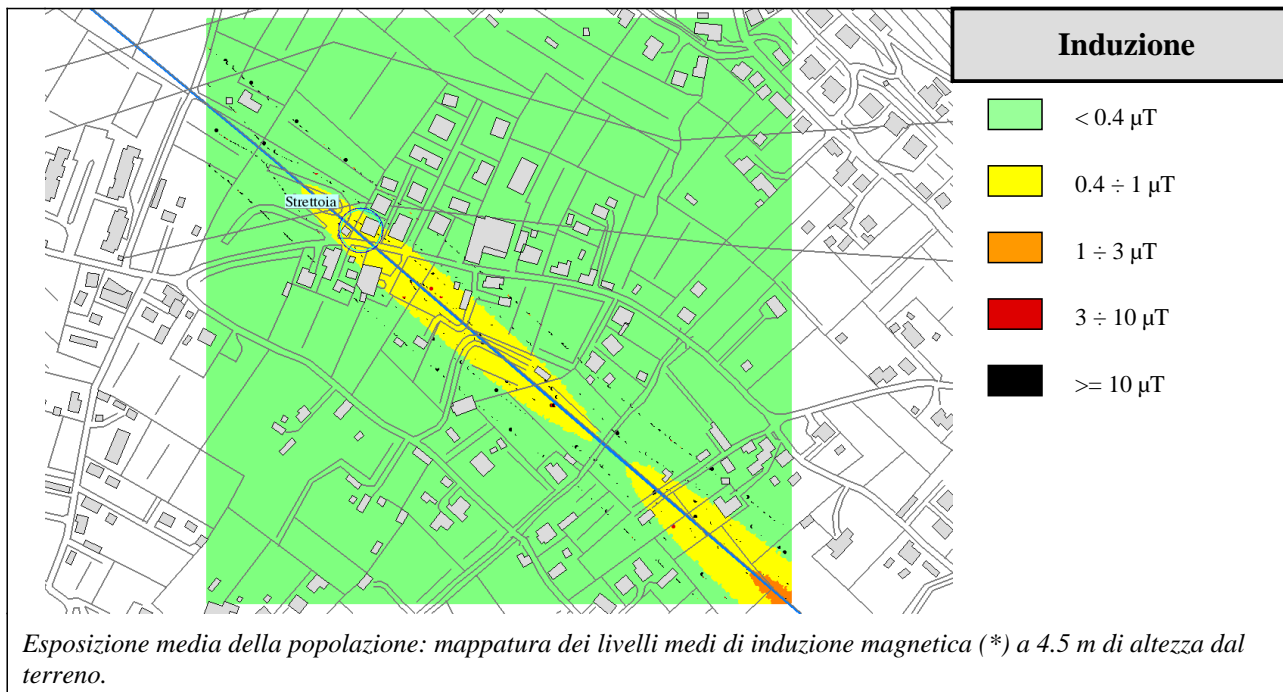 Induzione
< 0.4 µT
0.4 ÷ 1 µT
1 ÷ 3 µT
3 ÷ 10 µT
>= 10 µT
Strettoia
Esposizione media della popolazione: mappatura dei livelli medi di induzione magnetica (*) a 4.5 m di altezza dal
terreno.